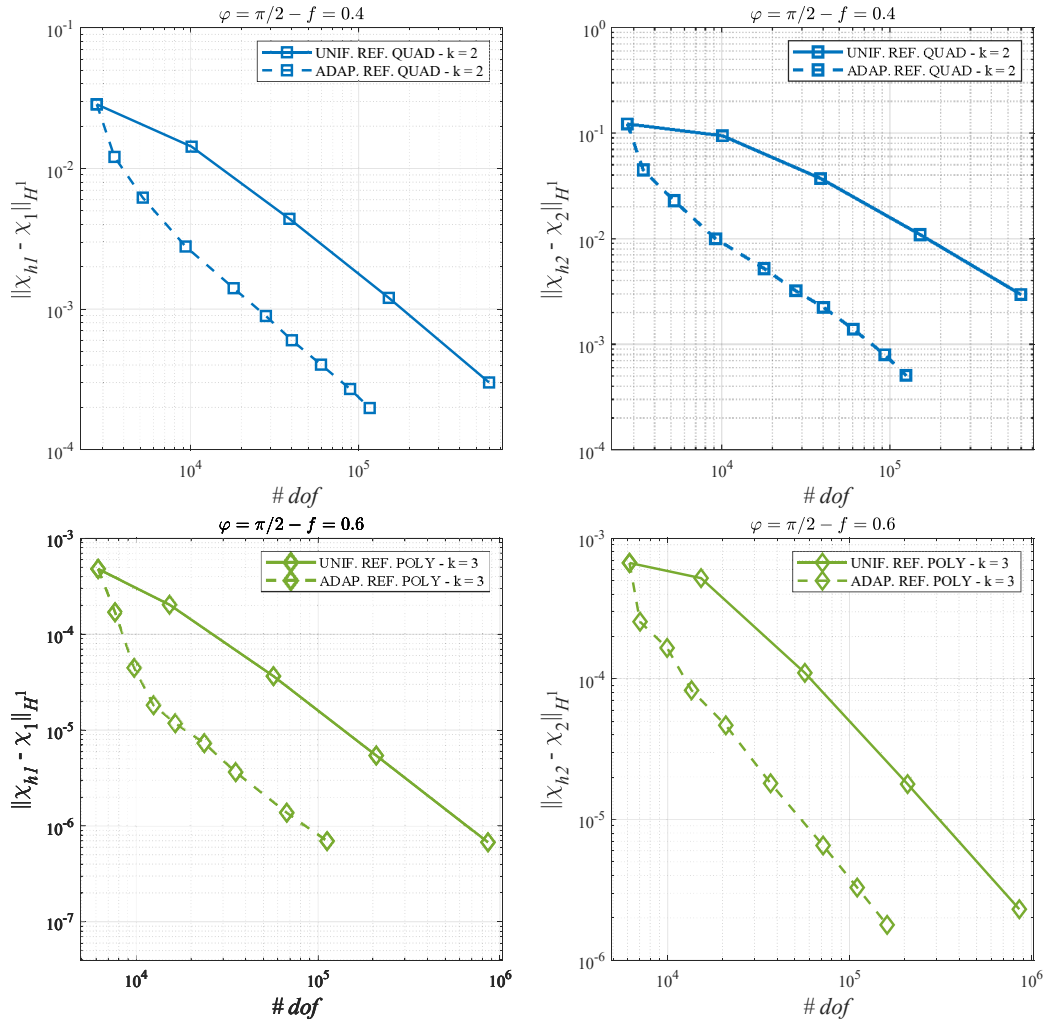 φ = π/2 − f = 0.4
UNIF. REF. QUAD - k = 2
ADAP. REF. QUAD - k = 2
10^-1
10^-2
10^-3
10^-4
||χ_h1 - χ_1||_H^1
10^4
10^5
# dof
φ = π/2 − f = 0.4
UNIF. REF. QUAD - k = 2
ADAP. REF. QUAD - k = 2
10^0
10^-1
10^-2
10^-3
10^-4
||χ_h2 - χ_2||_H^1
10^4
10^5
# dof
φ = π/2 − f = 0.6
UNIF. REF. POLY - k = 3
ADAP. REF. POLY - k = 3
10^-3
10^-4
10^-5
10^-6
10^-7
||χ_h1 - χ_1||_H^1
10^4
10^5
10^6
# dof
φ = π/2 − f = 0.6
UNIF. REF. POLY - k = 3
ADAP. REF. POLY - k = 3
10^-3
10^-4
10^-5
10^-6
||χ_h2 - χ_2||_H^1
10^4
10^5
10^6
# dof